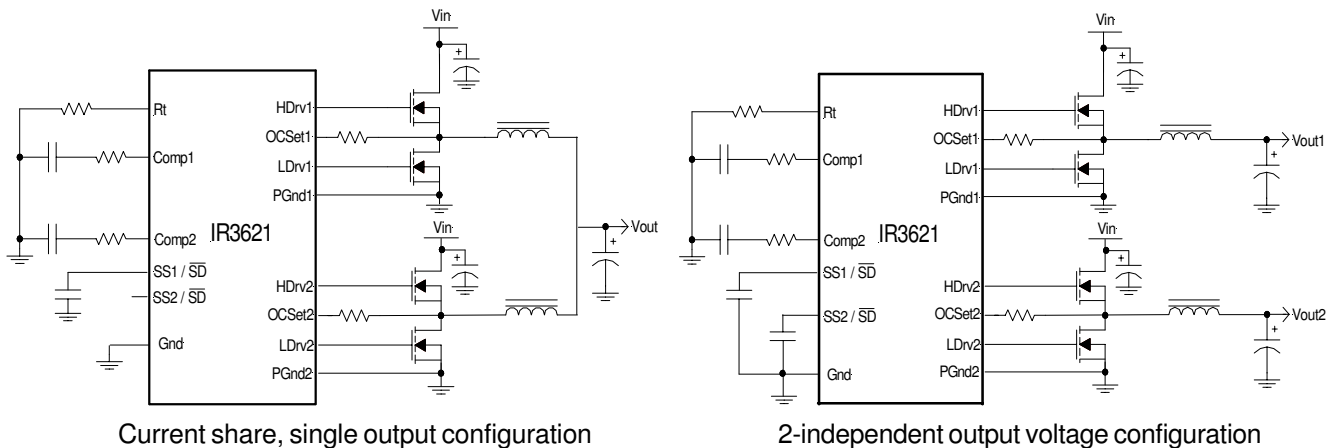 Vin
+
Rt
HDrv1
OCSet1
Comp1
LDrv1
PGnd1
IR3621
Comp2
Vin
Vout
+
+
SS1 / SD
HDrv2
SS2 / SD
OCSet2
Gnd
LDrv2
PGnd2
Current share, single output configuration
Vin
+
Rt
HDrv1
OCSet1
Vout1
Comp1
LDrv1
+
PGnd1
IR3621
Comp2
Vin
+
SS1 / SD
HDrv2
SS2 / SD
OCSet2
Vout2
LDrv2
+
Gnd
PGnd2
2-independent output voltage configuration